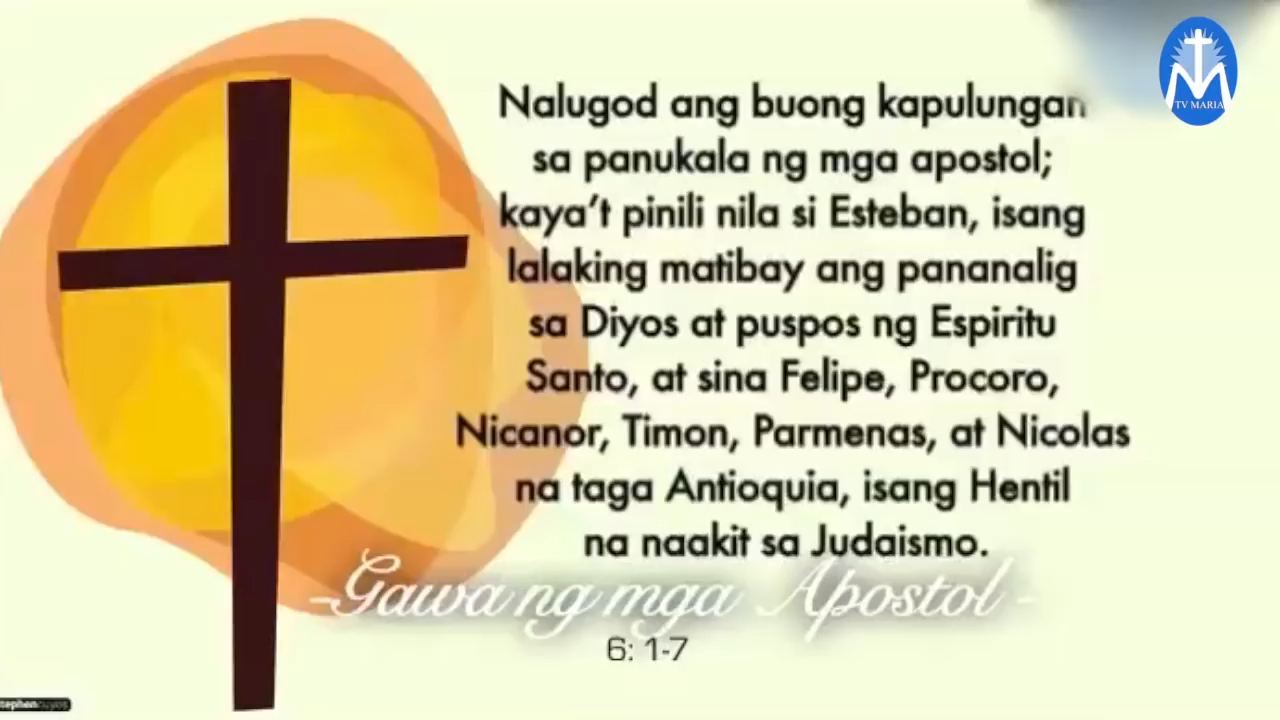 Nalugod ang buong kapulungan
sa panukala ng mga apostol;
kaya't pinili nila si Esteban, isang
lalaking matibay ang pananalig
sa Diyos at puspos ng Espiritu
Santo, at sina Felipe, Procoro,
Nicanor, Timon, Parmenas, at Nicolas
na taga Antioquia, isang Hentil
na naakit sa Judaismo.
-Gawa ng mga Apostol -
6: 1-7
TV MARIA